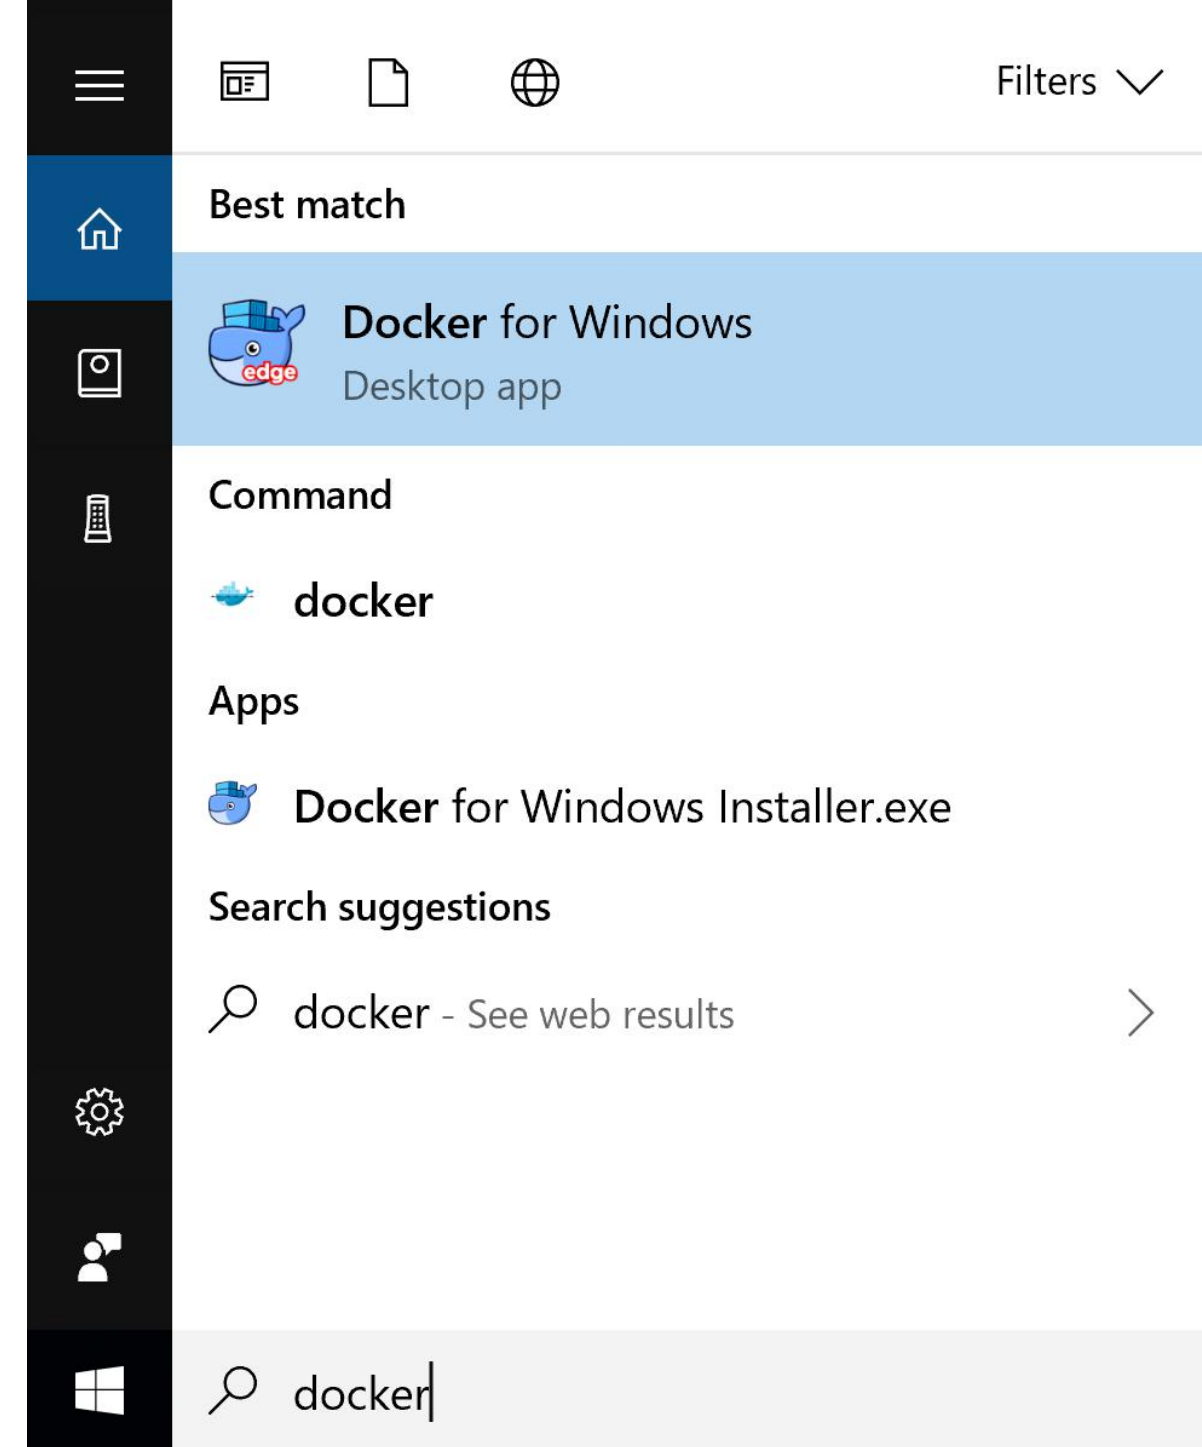 Filters
Best match
edge
Docker for Windows
Desktop app
Command
docker
Apps
Docker for Windows Installer.exe
Search suggestions
docker - See web results
docker